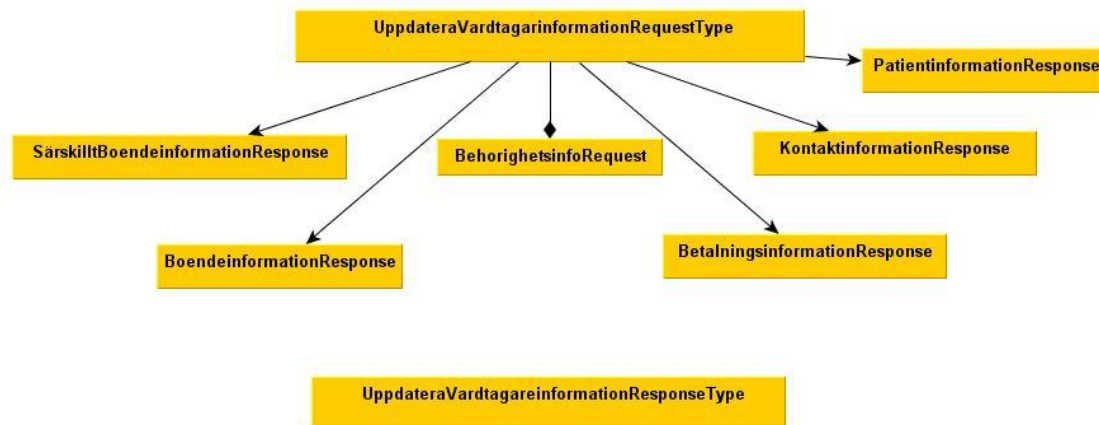 UppdateraVardtagarinformationRequestType
PatientinformationResponse
SärskilltBoendeinformationResponse
BehorighetsinfoRequest
KontaktinformationResponse
BoendeinformationResponse
BetalningsinformationResponse
UppdateraVardtagareinformationResponseType